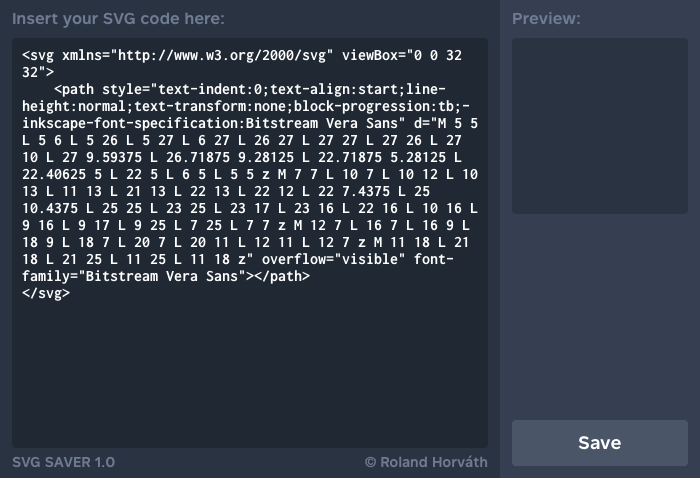 Insert your SVG code here:
Preview:
<svg xmlns="http://www.w3.org/2000/svg" viewBox="0 0 32
32">
    <path style="text-indent:0;text-align:start;line-
height:normal;text-transform:none;block-progression:tb;-
inkscape-font-specification:Bitstream Vera Sans" d="M 5 5
L 5 6 L 5 26 L 5 27 L 6 27 L 26 27 L 27 27 L 27 26 L 27
10 L 27 9.59375 L 26.71875 9.28125 L 22.71875 5.28125 L
22.40625 5 L 22 5 L 6 5 L 5 5 z M 7 7 L 10 7 L 10 12 L 10
13 L 11 13 L 21 13 L 22 13 L 22 12 L 22 7.4375 L 25
10.4375 L 25 25 L 23 25 L 23 17 L 23 16 L 22 16 L 10 16 L
9 16 L 9 17 L 9 25 L 7 25 L 7 7 z M 12 7 L 16 7 L 16 9 L
18 9 L 18 7 L 20 7 L 20 11 L 12 11 L 12 7 z M 11 18 L 21
18 L 21 25 L 11 25 L 11 18 z" overflow="visible" font-
family="Bitstream Vera Sans"></path>
</svg>
SVG SAVER 1.0
© Roland Horváth
Save